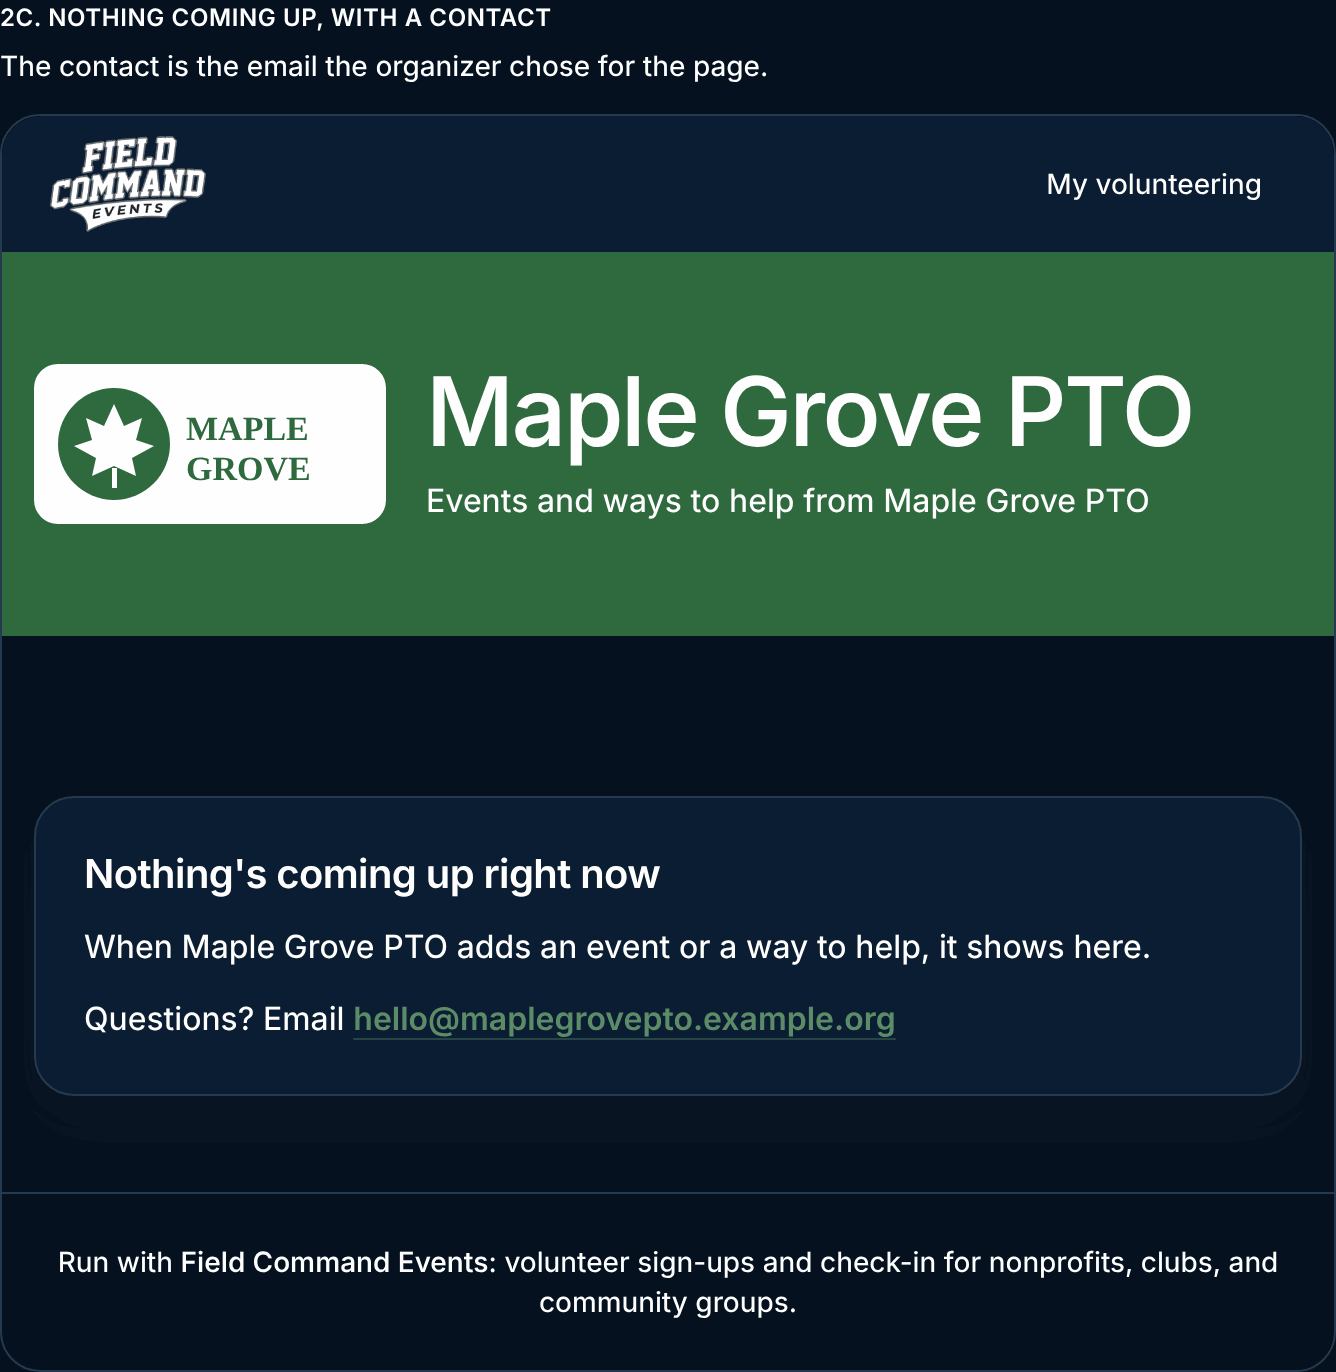 2C. NOTHING COMING UP, WITH A CONTACT
The contact is the email the organizer chose for the page.
FIELD
COMMAND
EVENTS
My volunteering
MAPLE
GROVE
Maple Grove PTO
Events and ways to help from Maple Grove PTO
Nothing's coming up right now
When Maple Grove PTO adds an event or a way to help, it shows here.
Questions? Email hello@maplegrovepto.example.org
Run with Field Command Events: volunteer sign-ups and check-in for nonprofits, clubs, and
community groups.